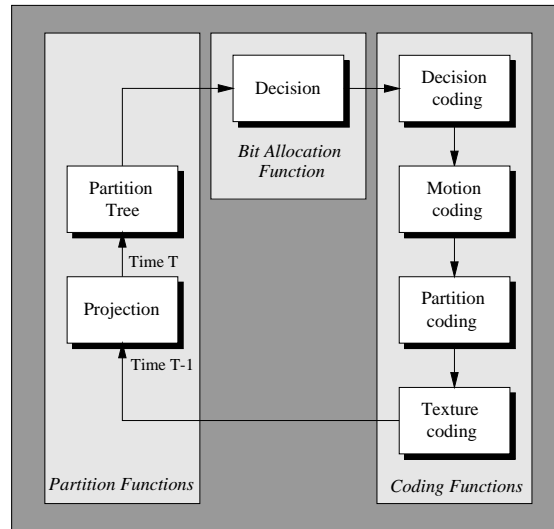 Decision
Bit Allocation
Function
Partition
Tree
Time T
Projection
Time T-1
Partition Functions
Decision
coding
Motion
coding
Partition
coding
Texture
coding
Coding Functions